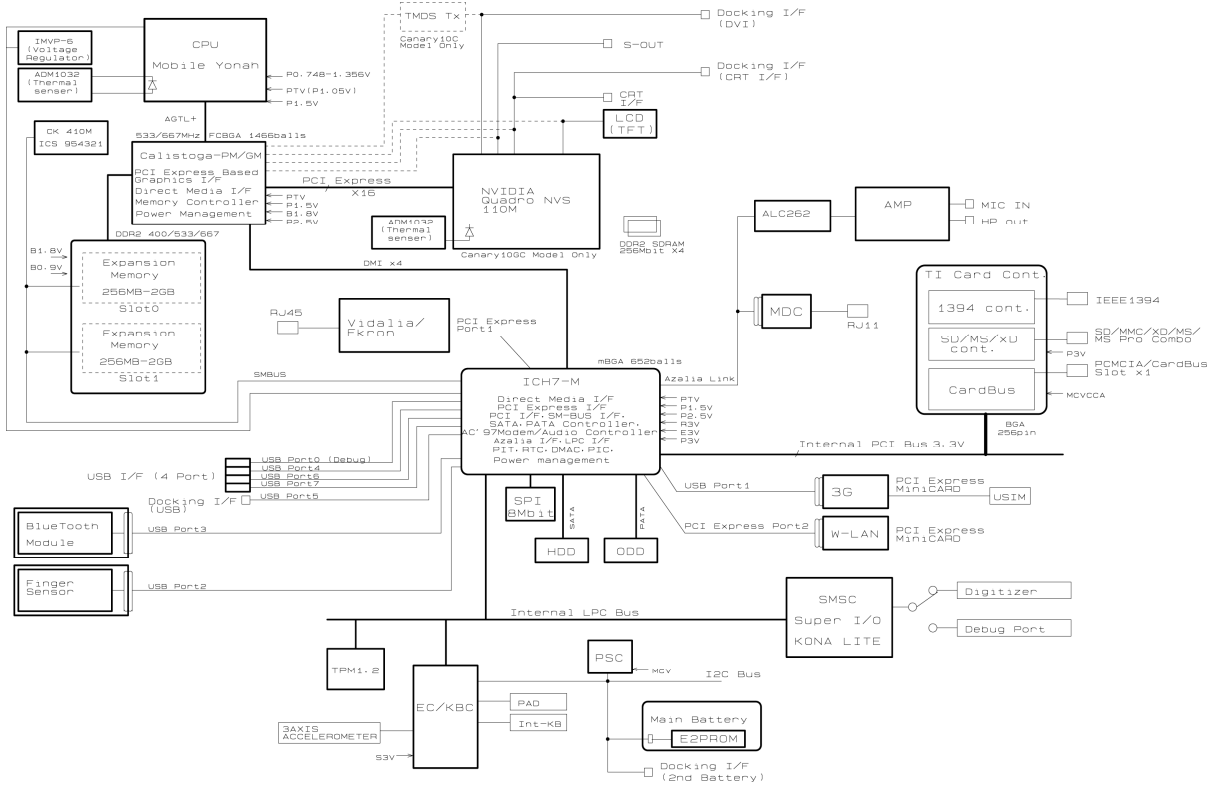 TMDS Tx
Canary10C
Model Only
Docking I/F
(DVI)
S-OUT
Docking I/F
(CRT I/F)
CRT
I/F
LCD
(TFT)
IMVP-6
(Voltage
Regulator)
ADM1032
(Thermal
senser)
CPU
Mobile Yonah
P0.748-1.356V
PTV(P1.05V)
P1.5V
AGTL+
533/667MHz
FCBGA 1466balls
CK 410M
ICS 954321
Calistoga-PM/GM
PCI Express Based
Graphics I/F
Direct Media I/F
Memory Controller
Power Management
PTV
P1.5V
B1.8V
P2.5V
PCI Express
X16
NVIDIA
Quadro NVS
110M
ADM1032
(Thermal
senser)
Canary10GC Model Only
DDR2 SDRAM
256Mbit X4
DDR2 400/533/667
B1.8V
B0.9V
Expansion
Memory
256MB-2GB
Slot0
Expansion
Memory
256MB-2GB
Slot1
DMI x4
ALC262
AMP
MIC IN
HP out
RJ45
Vidalia/
Ekron
PCI Express
Port1
MDC
RJ11
TI Card Cont.
1394 cont.
SD/MS/xD
cont.
CardBus
IEEE1394
SD/MMC/XD/MS/
MS Pro Combo
P3V
PCMCIA/CardBus
Slot x1
MCVCCA
BGA
256pin
SMBUS
mBGA 652balls
Azalia Link
ICH7-M
Direct Media I/F
PCI Express I/F
PCI I/F, SM-BUS I/F,
SATA, PATA Controller,
AC'97Modem/Audio Controller
Azalia I/F, LPC I/F
PIT, RTC, DMAC, PIC,
Power management
PTV
P1.5V
P2.5V
R3V
E3V
P3V
Internal PCI Bus 3.3V
USB I/F (4 Port)
USB Port0 (Debug)
USB Port4
USB Port6
USB Port7
Docking I/F
(USB)
USB Port5
BlueTooth
Module
USB Port3
Finger
Sensor
USB Port2
SPI
8Mbit
SATA
HDD
PATA
ODD
USB Port1
3G
PCI Express
MiniCARD
USIM
PCI Express Port2
W-LAN
PCI Express
MiniCARD
Internal LPC Bus
SMSC
Super I/O
KONA LITE
Digitizer
Debug Port
TPM1.2
EC/KBC
PSC
MCV
I2C Bus
PAD
Int-KB
3AXIS
ACCELEROMETER
S3V
Main Battery
E2PROM
Docking I/F
(2nd Battery)